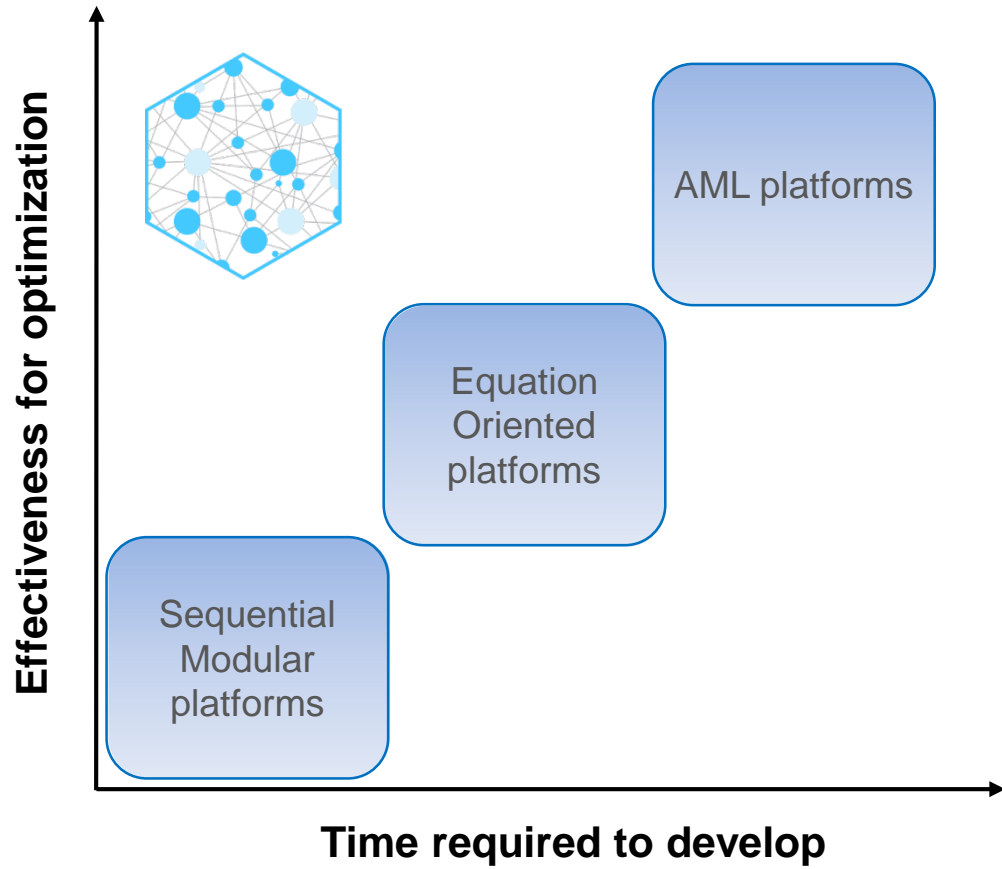 Effectiveness for optimization
AML platforms
Equation
Oriented
platforms
Sequential
Modular
platforms
Time required to develop